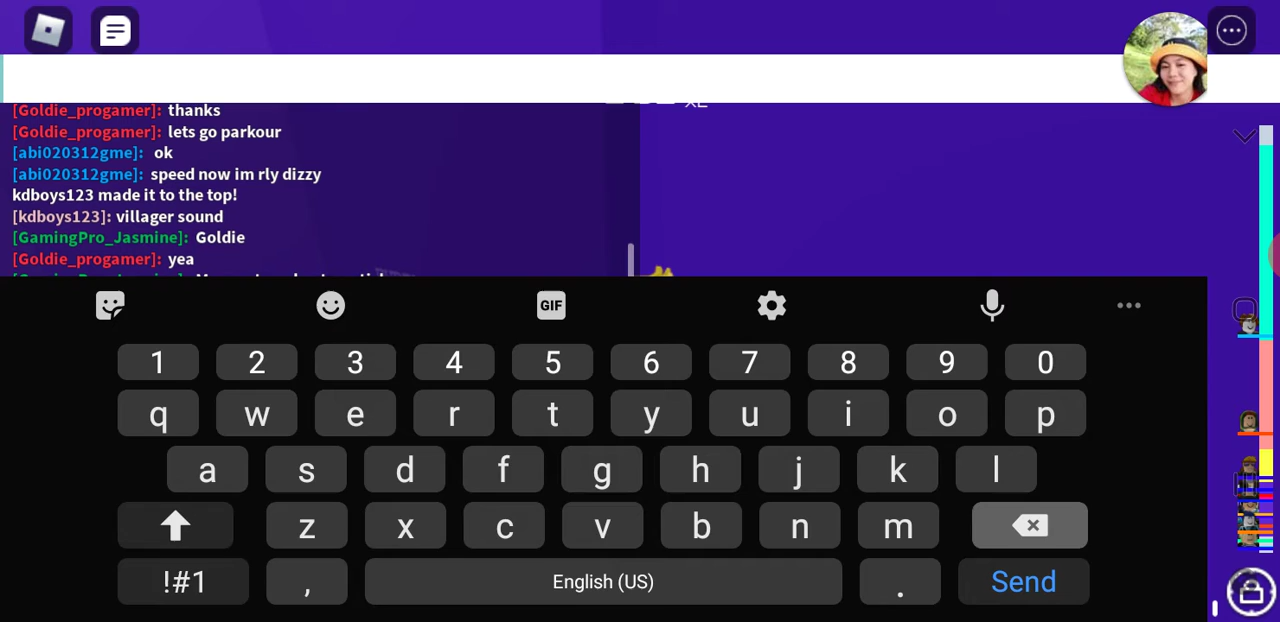 [Goldie_progamer]: thanks
[Goldie_progamer]: lets go parkour
[abi020312gme]: ok
[abi020312gme]: speed now im rly dizzy
kdboys123 made it to the top!
[kdboys123]: villager sound
[GamingPro_Jasmine]: Goldie
[Goldie_progamer]: yea
GIF
1 2 3 4 5 6 7 8 9 0
q w e r t y u i o p
a s d f g h j k l
z x c v b n m
!#1 , English (US) . Send